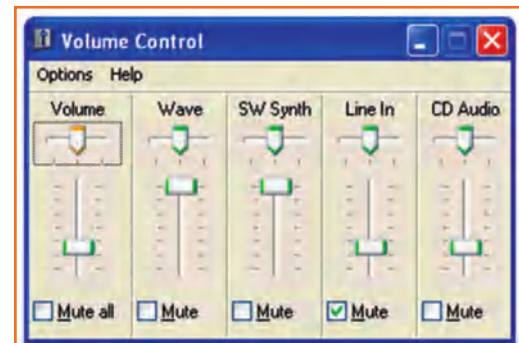 Volume Control
Options Help
Volume Wave SW Synth Line In CD Audio
Mute all Mute Mute Mute Mute